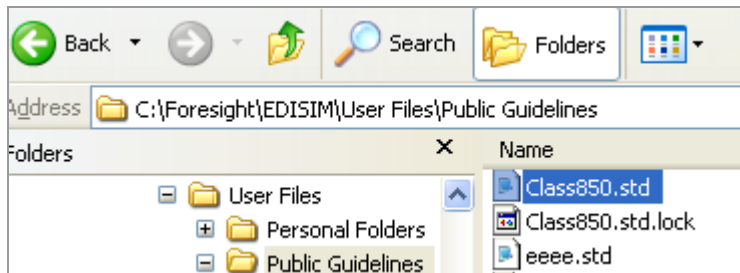 Back Search Folders
Address C:\Foresight\EDISIM\User Files\Public Guidelines
Folders Name
User Files Class850.std
Personal Folders Class850.std.lock
Public Guidelines eeee.std